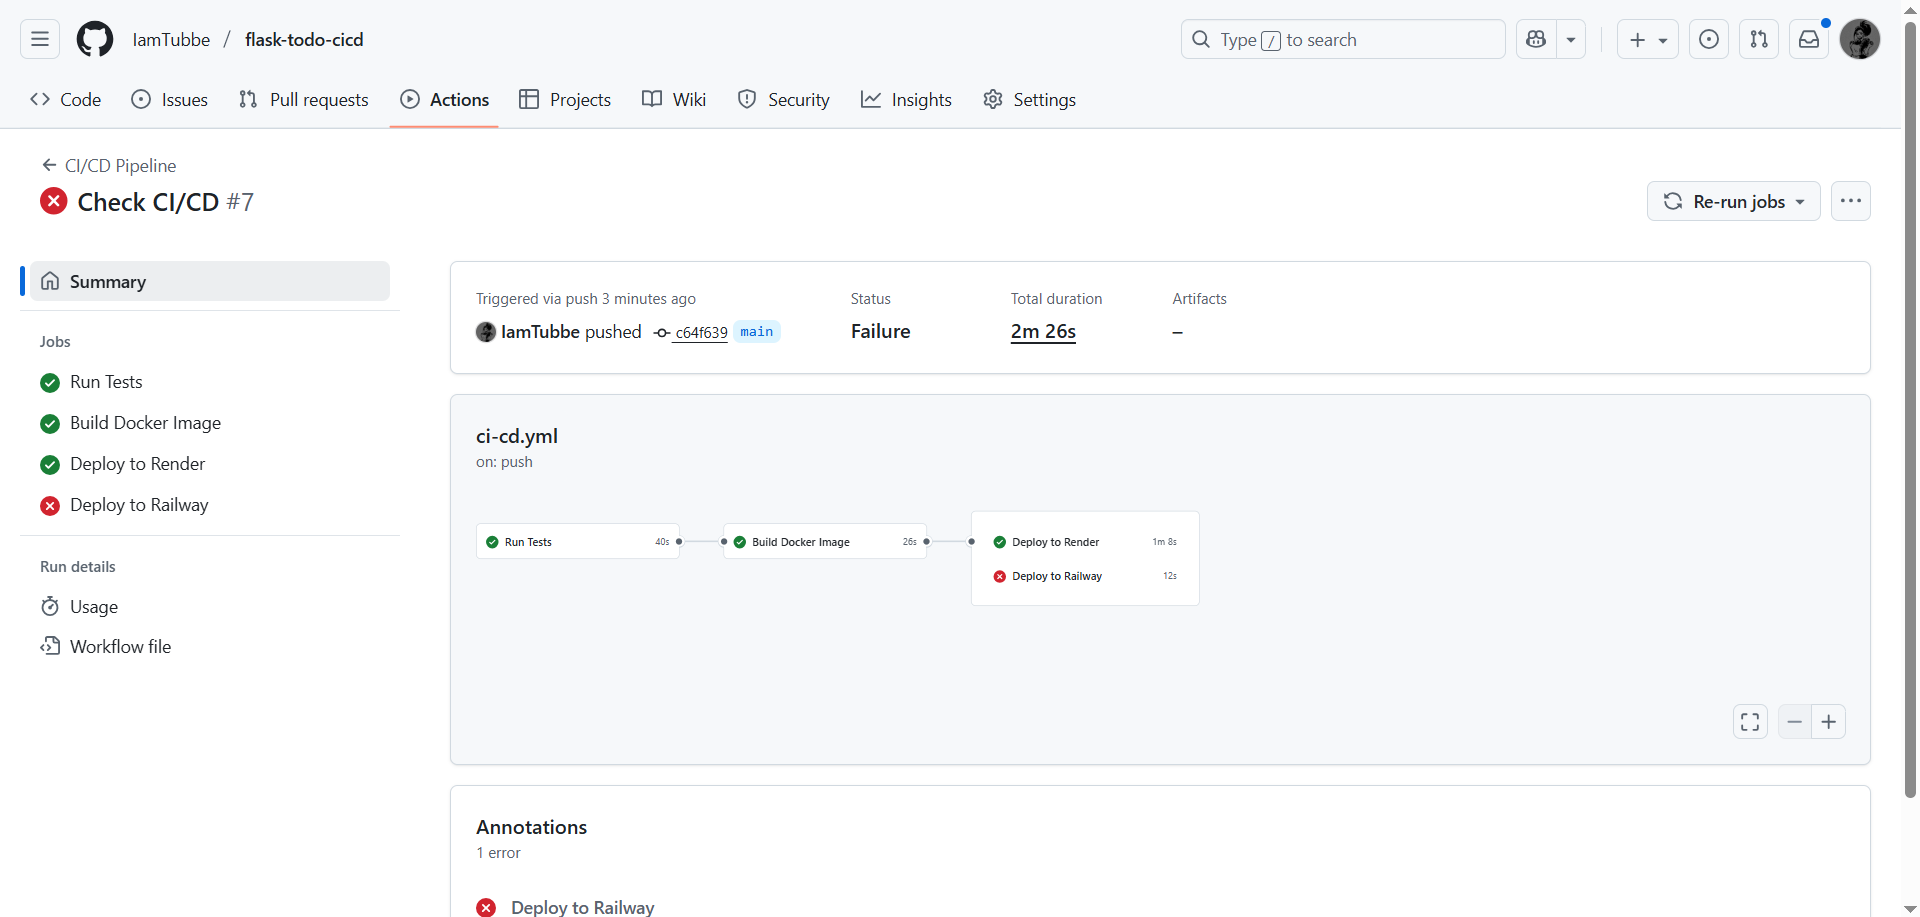 IamTubbe / flask-todo-cicd
Type / to search
Code
Issues
Pull requests
Actions
Projects
Wiki
Security
Insights
Settings
← CI/CD Pipeline
Check CI/CD #7
Re-run jobs
Summary
Jobs
Run Tests
Build Docker Image
Deploy to Render
Deploy to Railway
Run details
Usage
Workflow file
Triggered via push 3 minutes ago
IamTubbe pushed c64f639 main
Status
Failure
Total duration
2m 26s
Artifacts
–
ci-cd.yml
on: push
Run Tests 40s
Build Docker Image 26s
Deploy to Render 1m 8s
Deploy to Railway 12s
Annotations
1 error
Deploy to Railway